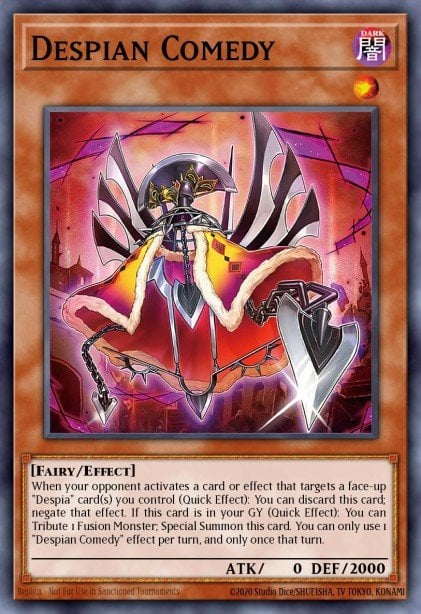 Despian Comedy
DARK
闇
[Fairy/Effect]
When your opponent activates a card or effect that targets a face-up
"Despia" card(s) you control (Quick Effect): You can discard this card;
negate that effect. If this card is in your GY (Quick Effect): You can
Tribute 1 Fusion Monster; Special Summon this card. You can only use 1
"Despian Comedy" effect per turn, and only once that turn.
ATK/ 0 DEF/2000
Replica - Not For Use in Sanctioned Tournaments
©2020 Studio Dice/SHUEISHA, TV TOKYO, KONAMI